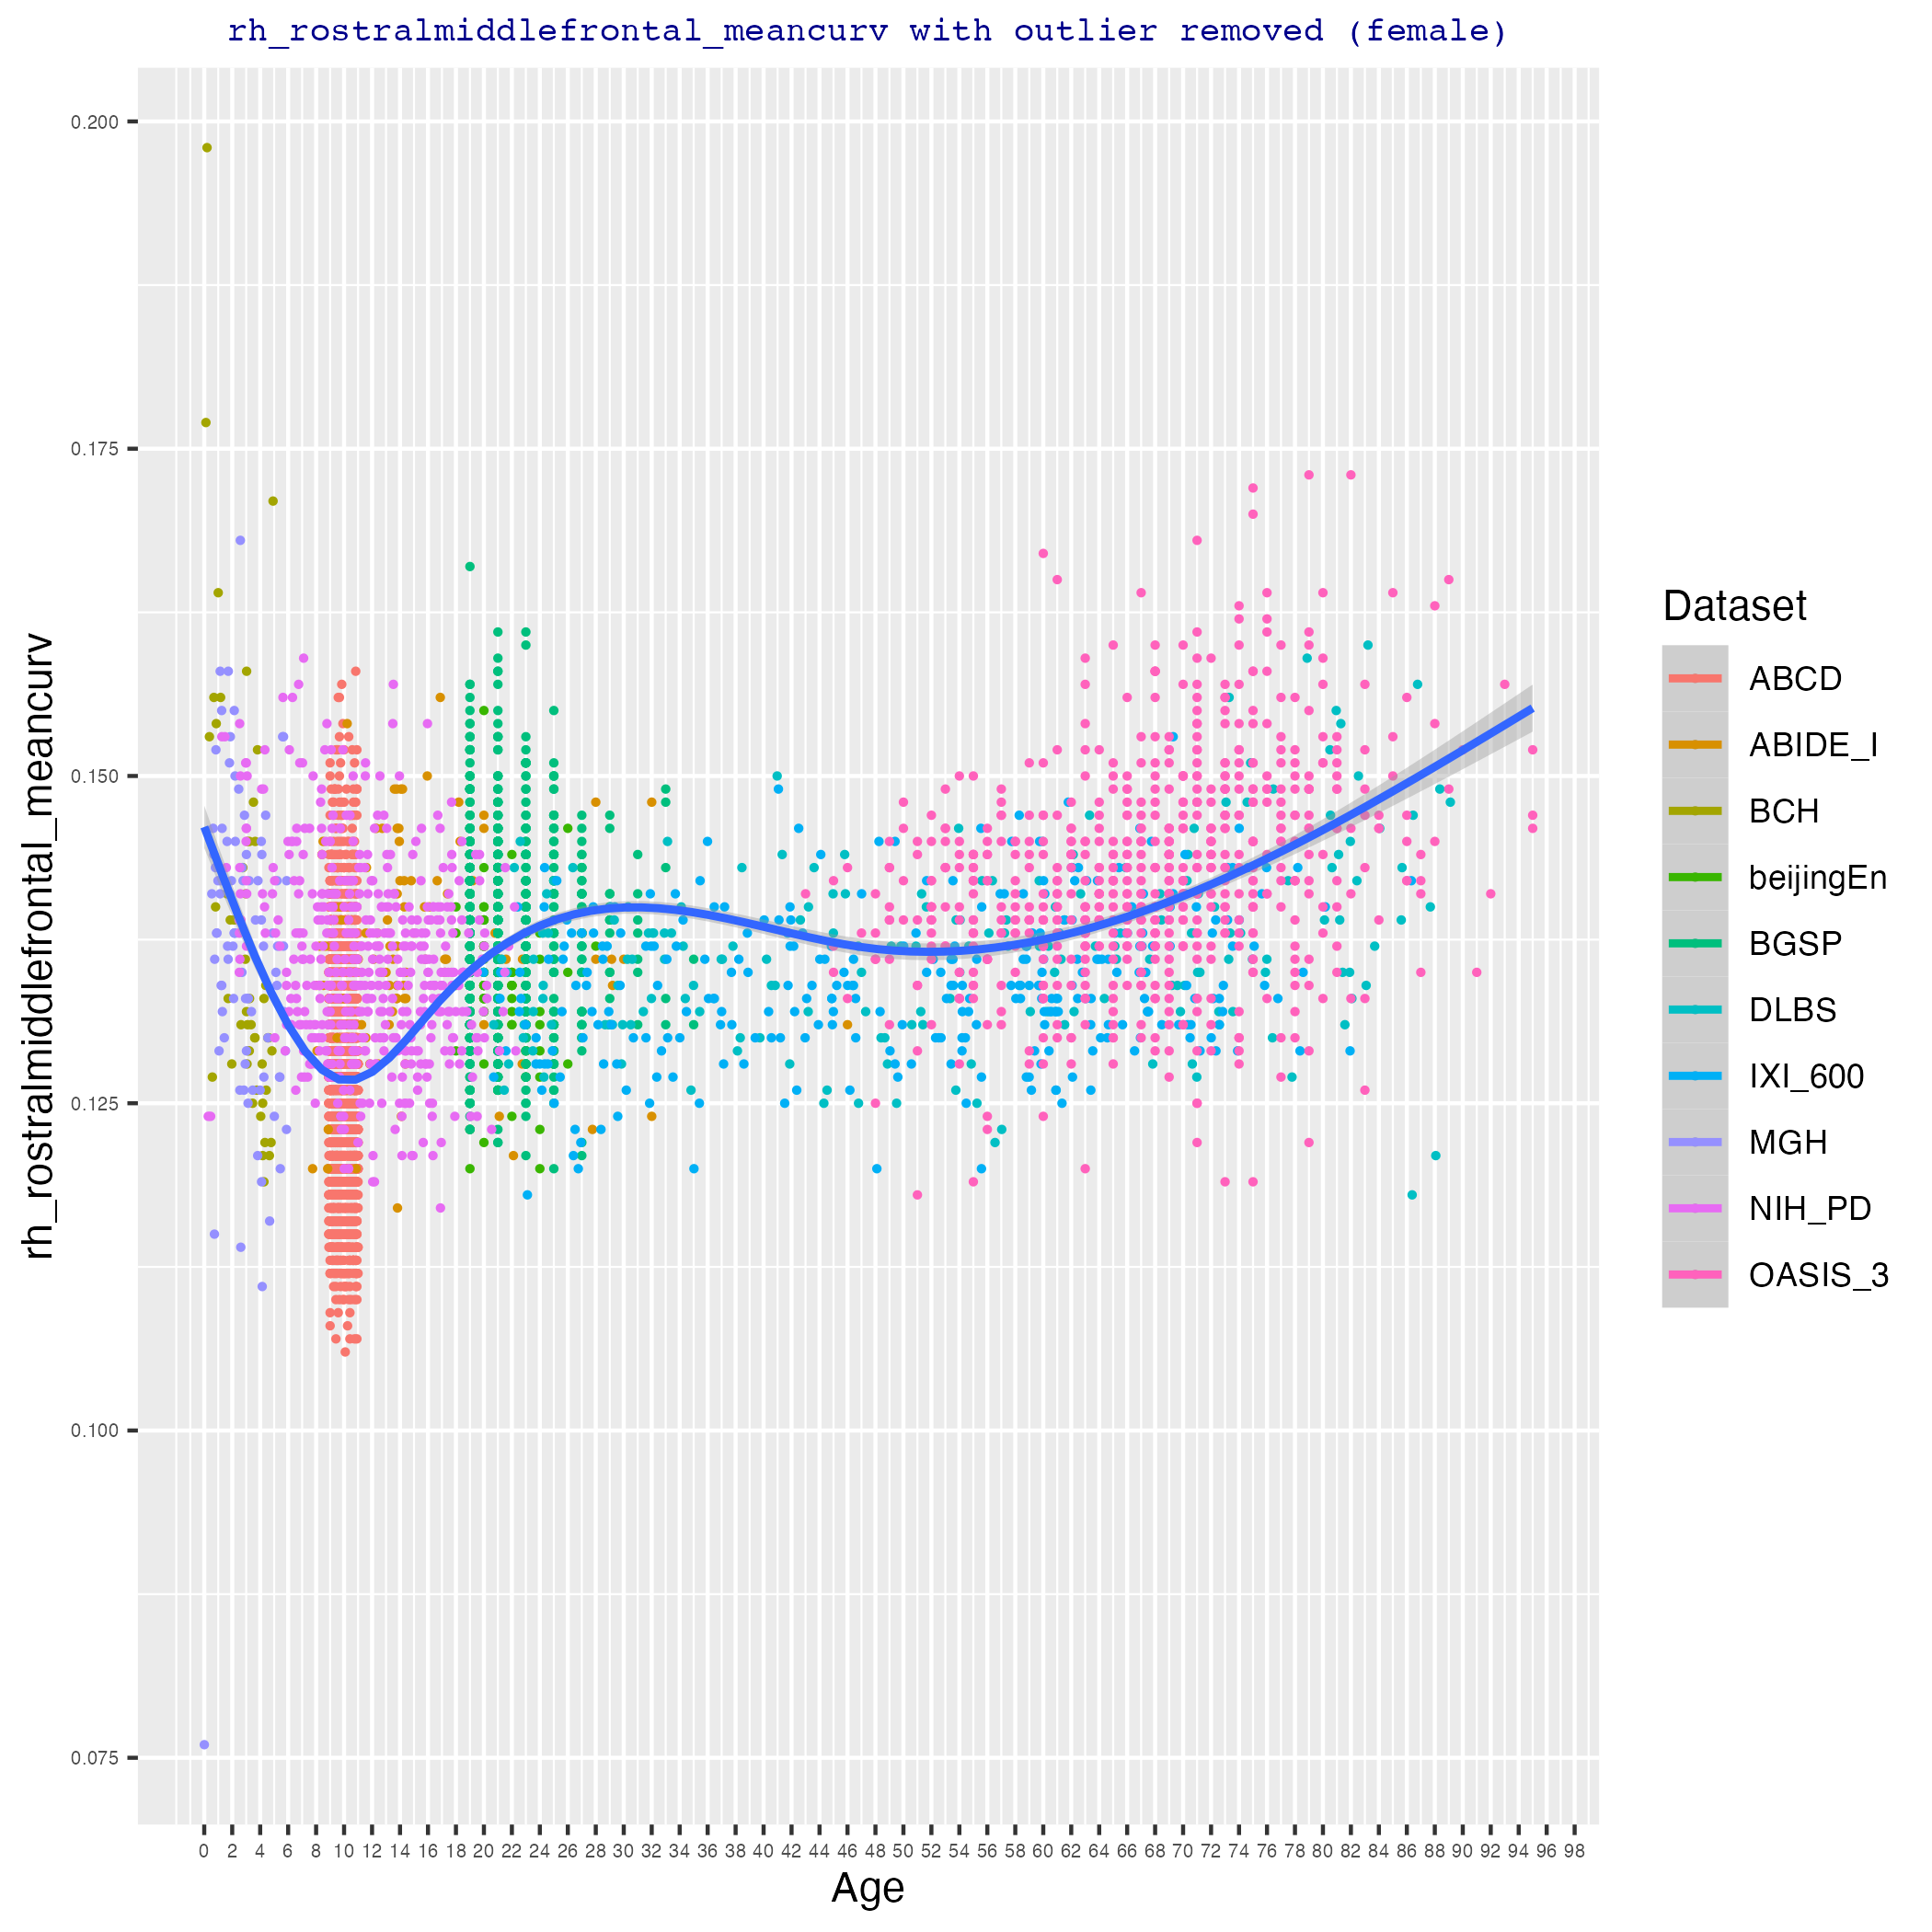 rh_rostralmiddlefrontal_meancurv with outlier removed (female)
rh_rostralmiddlefrontal_meancurv
0.200
0.175
0.150
0.125
0.100
0.075
0 2 4 6 8 10 12 14 16 18 20 22 24 26 28 30 32 34 36 38 40 42 44 46 48 50 52 54 56 58 60 62 64 66 68 70 72 74 76 78 80 82 84 86 88 90 92 94 96 98
Age
Dataset
ABCD
ABIDE_I
BCH
beijingEn
BGSP
DLBS
IXI_600
MGH
NIH_PD
OASIS_3